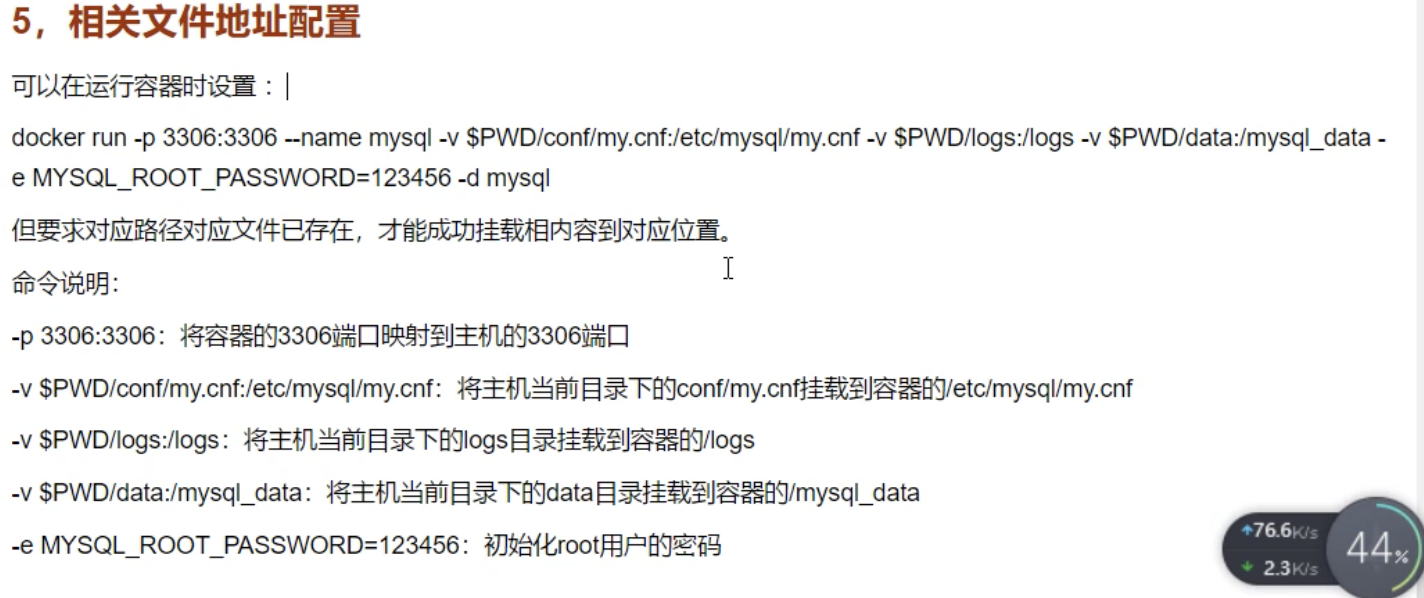 5，相关文件地址配置
可以在运行容器时设置：
docker run -p 3306:3306 --name mysql -v $PWD/conf/my.cnf:/etc/mysql/my.cnf -v $PWD/logs:/logs -v $PWD/data:/mysql_data -
e MYSQL_ROOT_PASSWORD=123456 -d mysql
但要求对应路径对应文件已存在，才能成功挂载相内容到对应位置。
命令说明：
-p 3306:3306：将容器的3306端口映射到主机的3306端口
-v $PWD/conf/my.cnf:/etc/mysql/my.cnf：将主机当前目录下的conf/my.cnf挂载到容器的/etc/mysql/my.cnf
-v $PWD/logs:/logs：将主机当前目录下的logs目录挂载到容器的/logs
-v $PWD/data:/mysql_data：将主机当前目录下的data目录挂载到容器的/mysql_data
-e MYSQL_ROOT_PASSWORD=123456：初始化root用户的密码
76.6K/s
2.3K/s
44%